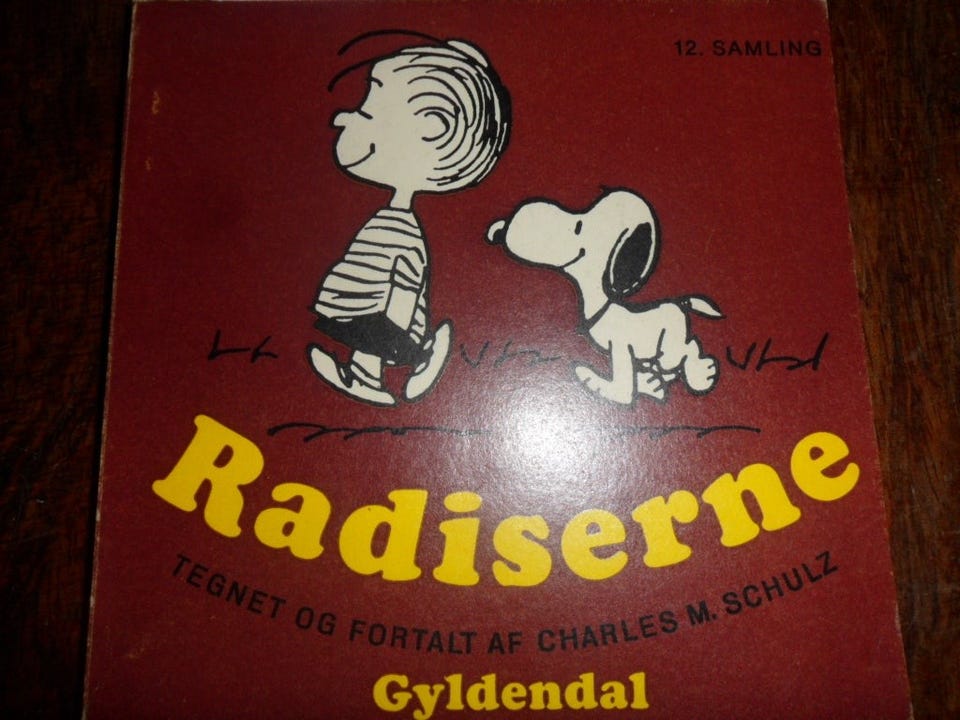 12. SAMLING
Radiserne
TEGNET OG FORTALT AF CHARLES M. SCHULZ
Gyldendal